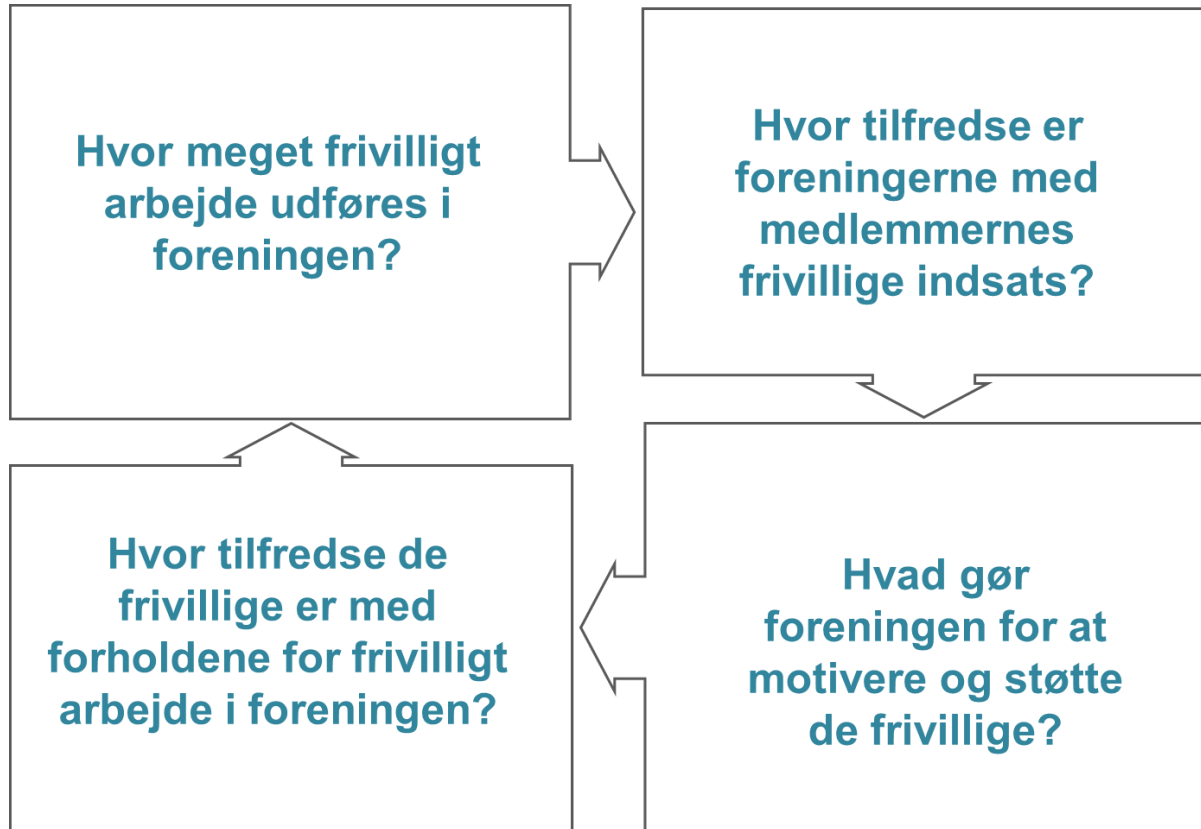 Hvor meget frivilligt
arbejde udføres i
foreningen?
Hvor tilfredse er
foreningerne med
medlemmernes
frivillige indsats?
Hvor tilfredse de
frivillige er med
forholdene for frivilligt
arbejde i foreningen?
Hvad gør
foreningen for at
motivere og støtte
de frivillige?